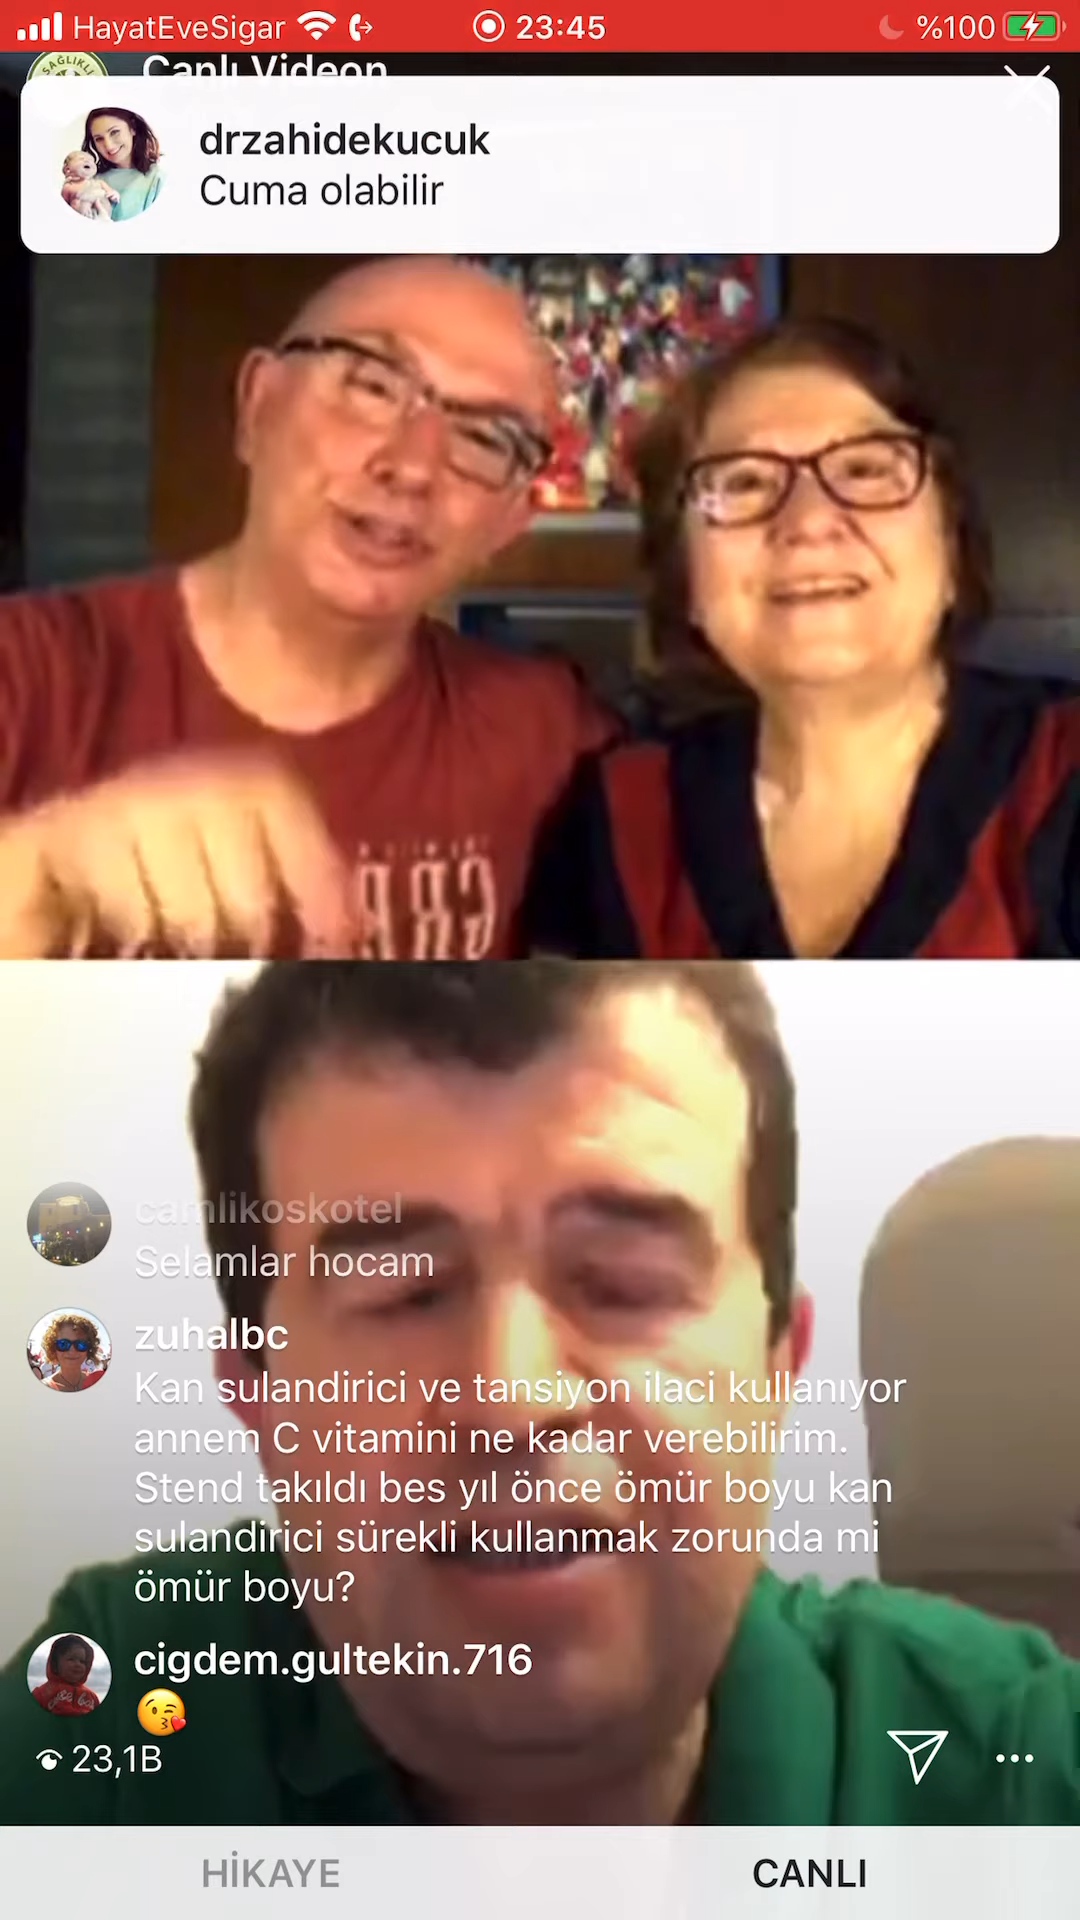 HayatEveSigar
23:45
%100
SAĞLIKLI
Canlı Videon
drzahidekucuk
Cuma olabilir
camlikoskotel
Selamlar hocam
zuhalbc
Kan sulandirici ve tansiyon ilaci kullanıyor
annem C vitamini ne kadar verebilirim.
Stend takıldı bes yıl önce ömür boyu kan
sulandirici sürekli kullanmak zorunda mi
ömür boyu?
cigdem.gultekin.716
😘
23,1B
HİKAYE
CANLI